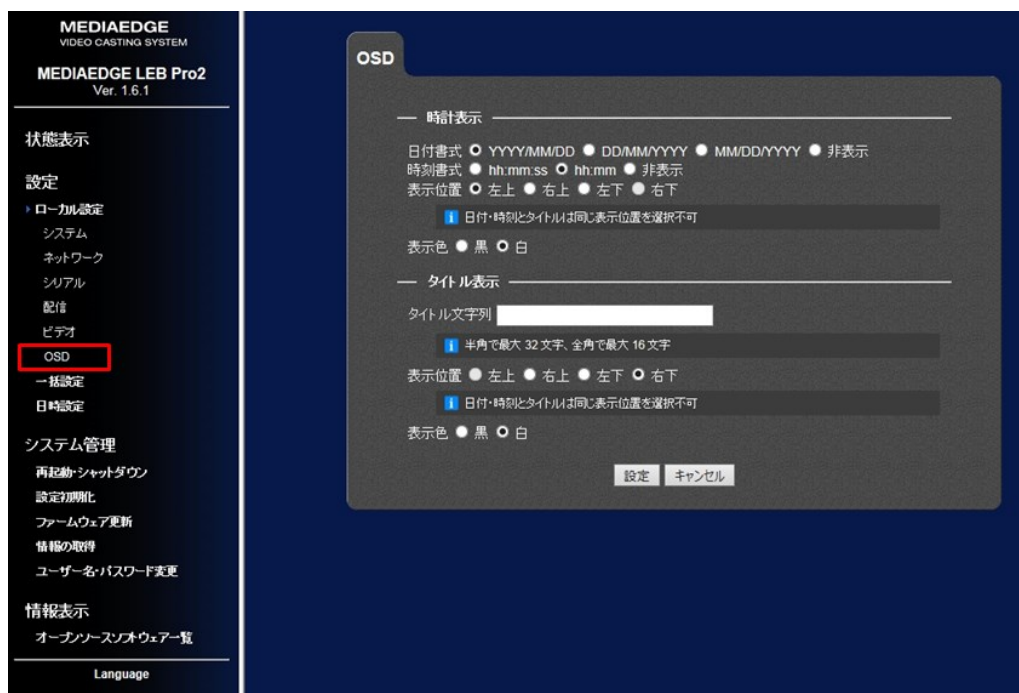 MEDIAEDGE
VIDEO CASTING SYSTEM
MEDIAEDGE LEB Pro2
Ver. 1.6.1
状態表示
設定
ローカル設定
システム
ネットワーク
シリアル
配信
ビデオ
OSD
一括設定
日時設定
システム管理
再起動・シャットダウン
設定初期化
ファームウェア更新
情報の取得
ユーザー名・パスワード変更
情報表示
オープンソースソフトウェア一覧
Language
OSD
時計表示
日付書式 YYYY/MM/DD DD/MM/YYYY MM/DD/YYYY 非表示
時刻書式 hh:mm:ss hh:mm 非表示
表示位置 左上 右上 左下 右下
i 日付・時刻とタイトルは同じ表示位置を選択不可
表示色 黒 白
タイトル表示
タイトル文字列
i 半角で最大 32 文字、全角で最大 16 文字
表示位置 左上 右上 左下 右下
i 日付・時刻とタイトルは同じ表示位置を選択不可
表示色 黒 白
設定 キャンセル